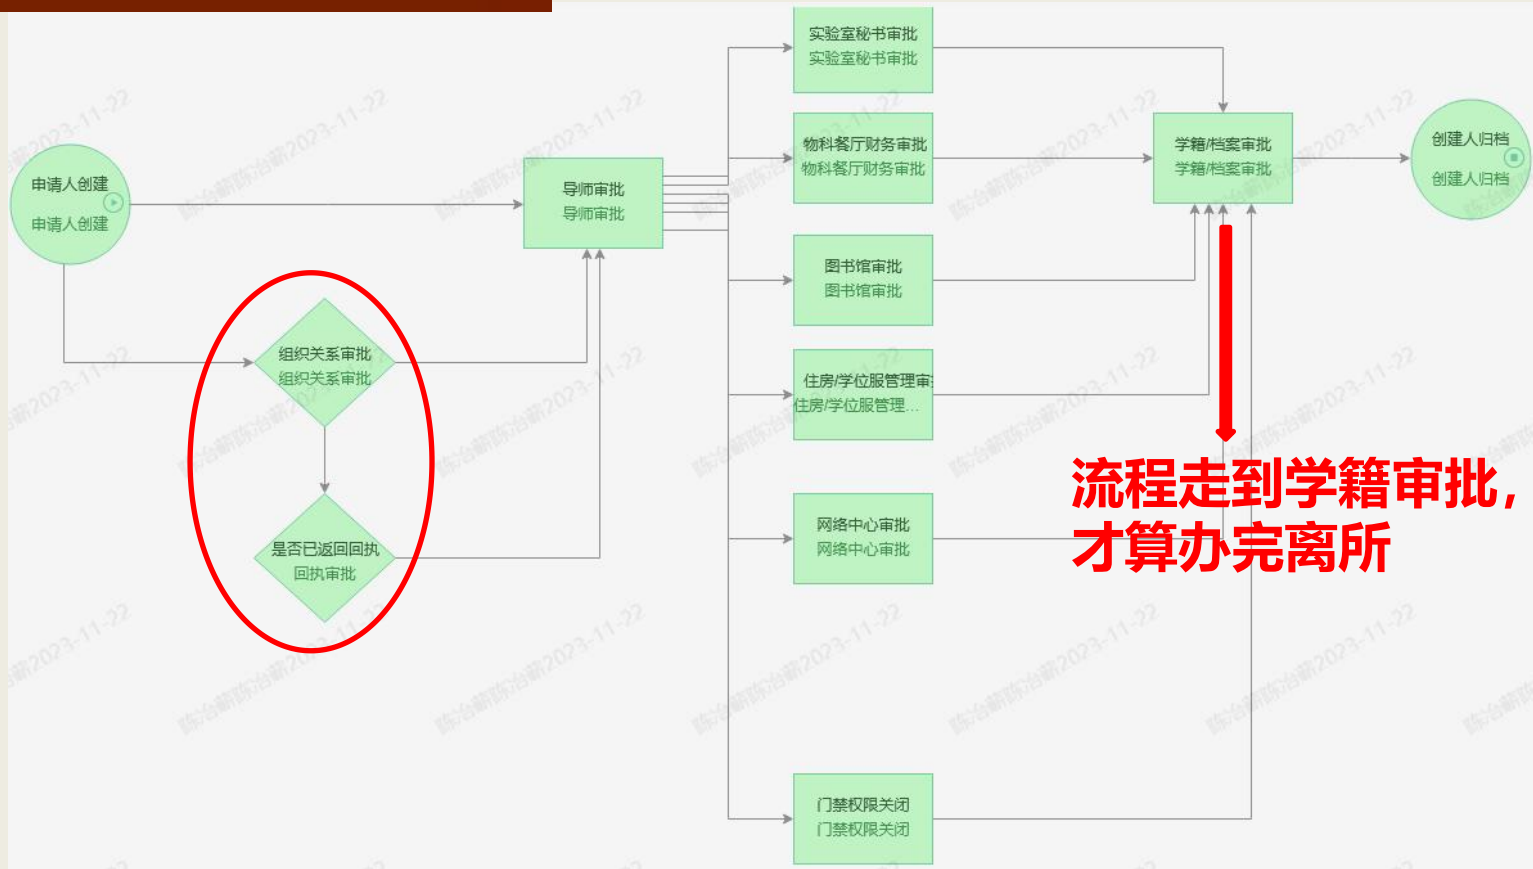 实验室秘书审批
实验室秘书审批
物科餐厅财务审批
物科餐厅财务审批
学籍/档案审批
学籍/档案审批
创建人归档
创建人归档
申请人创建
申请人创建
导师审批
导师审批
图书馆审批
图书馆审批
组织关系审批
组织关系审批
住房/学位服管理审
住房/学位服管理...
流程走到学籍审批，
才算办完离所
网络中心审批
网络中心审批
是否已返回回执
回执审批
门禁权限关闭
门禁权限关闭